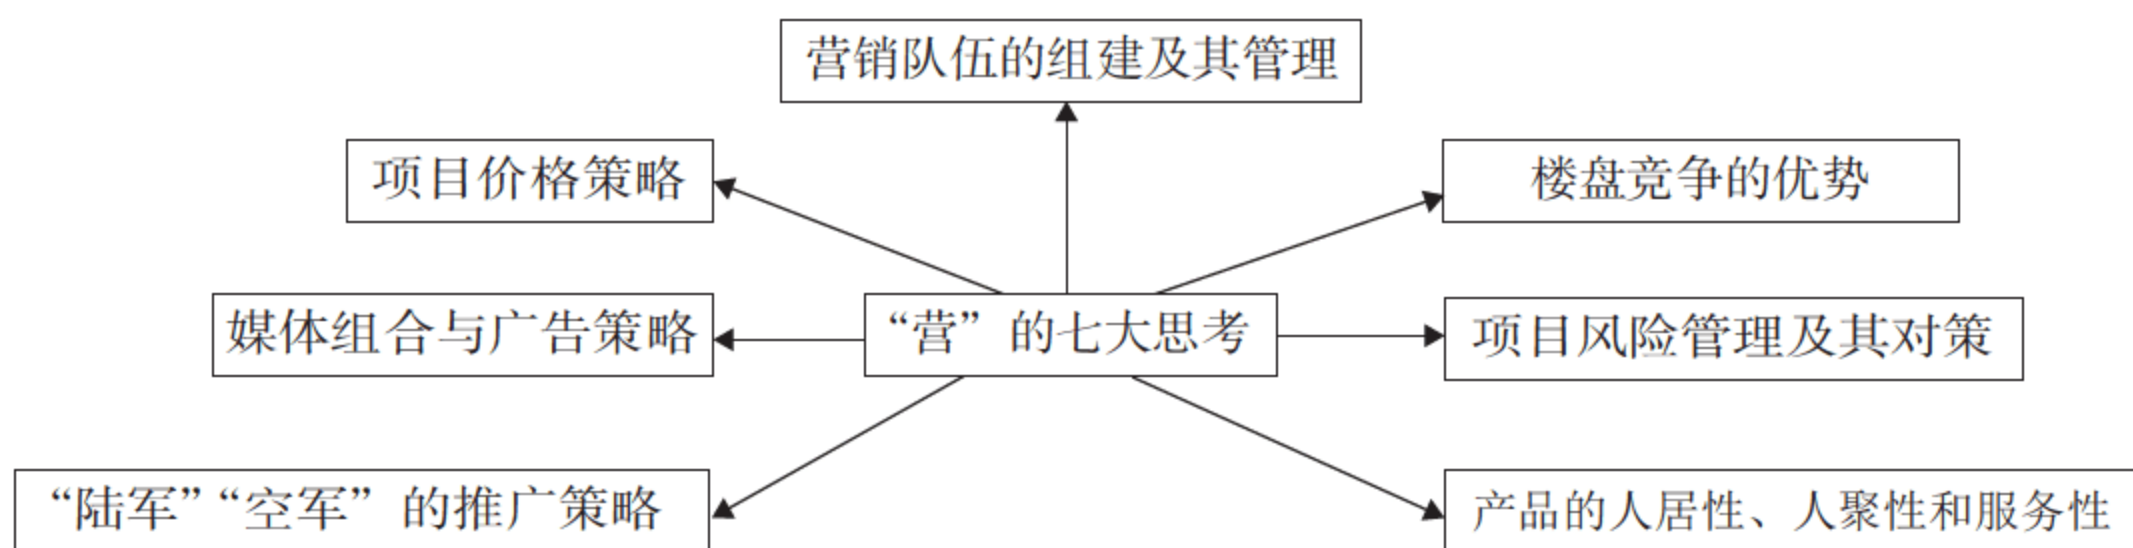 营销队伍的组建及其管理
项目价格策略
楼盘竞争的优势
媒体组合与广告策略
“营”的七大思考
项目风险管理及其对策
“陆军”“空军”的推广策略
产品的人居性、人聚性和服务性